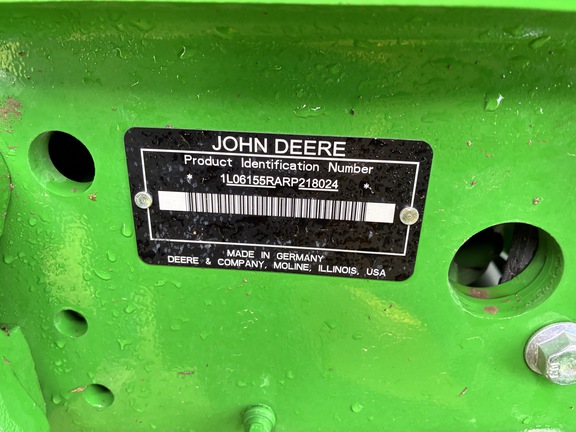 JOHN DEERE
Product Identification Number
* 1L06155RARP218024 *
MADE IN GERMANY
DEERE & COMPANY, MOLINE, ILLINOIS, USA